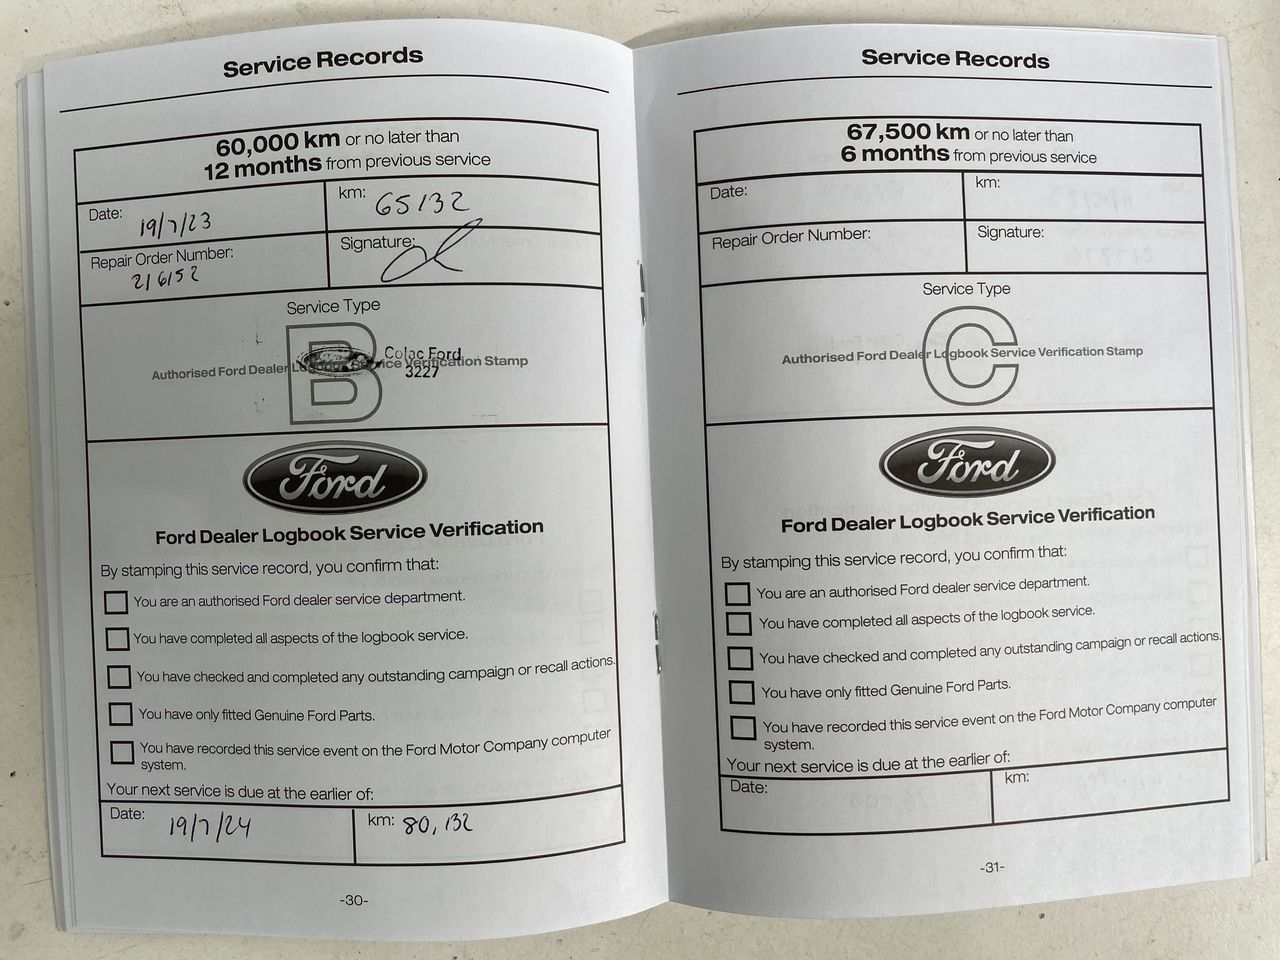 Service Records
60,000 km or no later than
12 months from previous service
Date: 19/7/23
km: 65132
Repair Order Number: 216152
Signature:
Service Type
B
Authorised Ford Dealer Logbook Service Verification Stamp
Colac Ford
3227
Ford
Ford Dealer Logbook Service Verification
By stamping this service record, you confirm that:
You are an authorised Ford dealer service department.
You have completed all aspects of the logbook service.
You have checked and completed any outstanding campaign or recall actions.
You have only fitted Genuine Ford Parts.
You have recorded this service event on the Ford Motor Company computer
system.
Your next service is due at the earlier of:
Date: 19/7/24
km: 80,132
-30-
Service Records
67,500 km or no later than
6 months from previous service
Date:
km:
Repair Order Number:
Signature:
Service Type
C
Authorised Ford Dealer Logbook Service Verification Stamp
Ford
Ford Dealer Logbook Service Verification
By stamping this service record, you confirm that:
You are an authorised Ford dealer service department.
You have completed all aspects of the logbook service.
You have checked and completed any outstanding campaign or recall actions.
You have only fitted Genuine Ford Parts.
You have recorded this service event on the Ford Motor Company computer
system.
Your next service is due at the earlier of:
Date:
km:
-31-